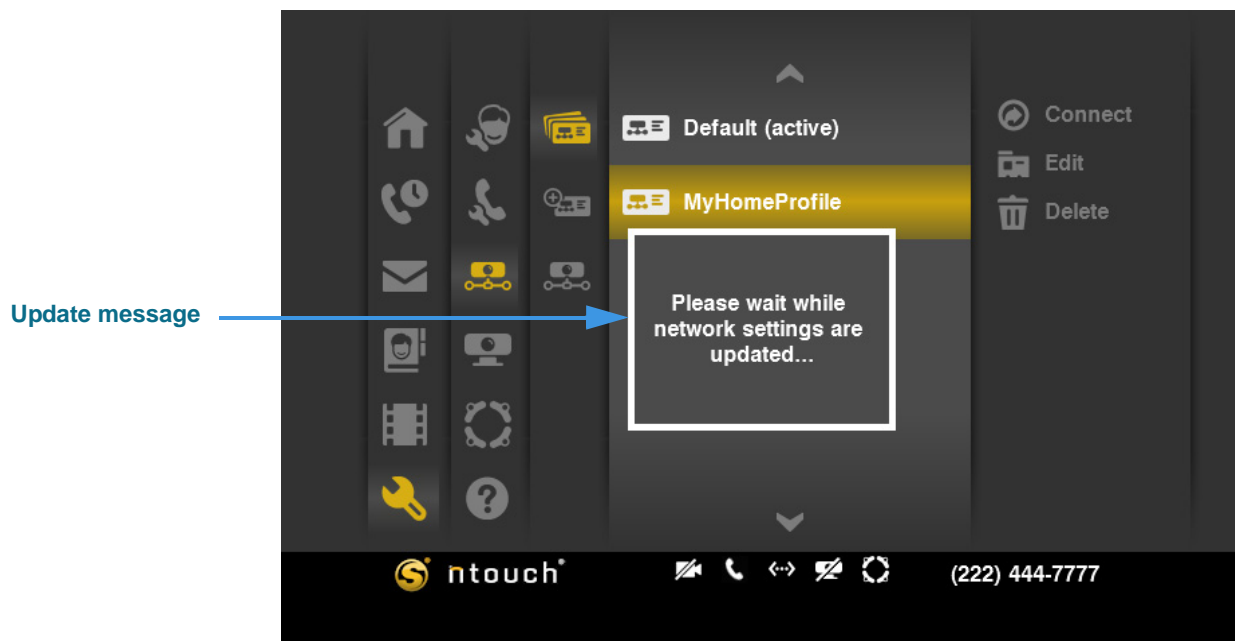 Default (active)
MyHomeProfile
Connect
Edit
Delete
Please wait while
network settings are
updated...
Update message
ntouch®
(222) 444-7777